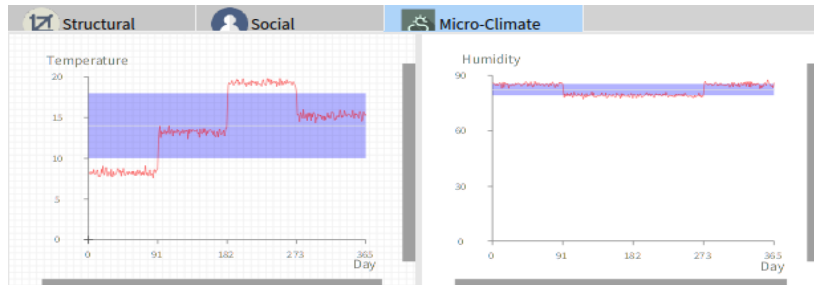 Structural Social Micro-Climate
Temperature
20
15
10
5
0
0 91 182 273 365
Day
Humidity
90
60
30
0
0 91 182 273 365
Day